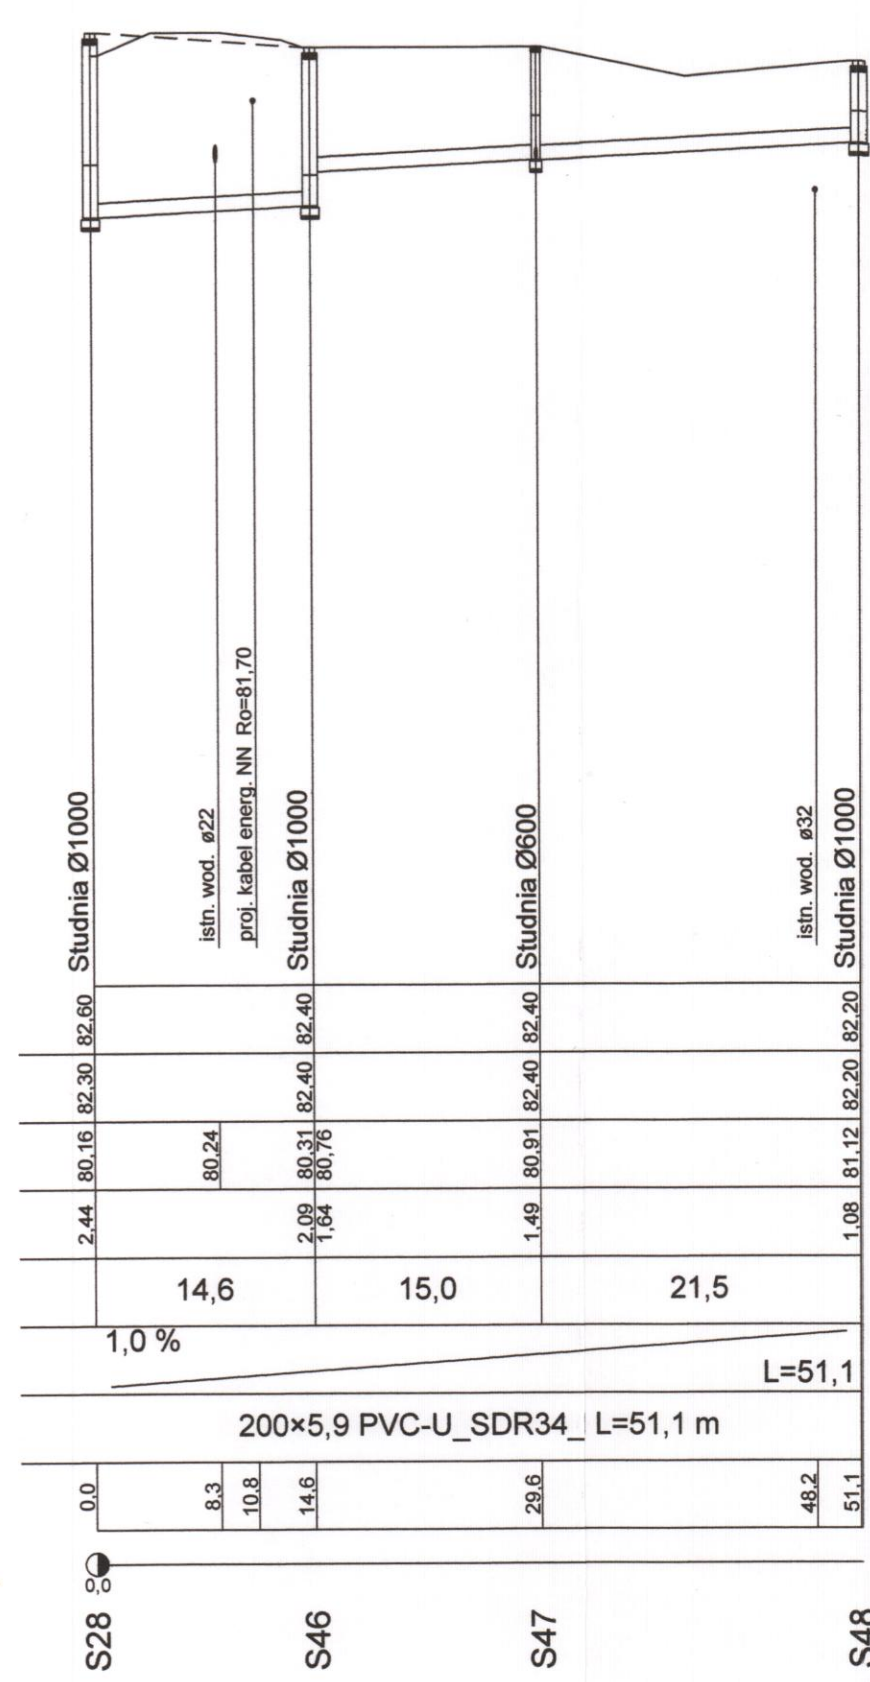 istn. wod. ø22
proj. kabel energ. NN Ro=81,70
istn. wod. ø32
Studnia Ø1000
Studnia Ø1000
Studnia Ø600
Studnia Ø1000
82,60 82,40 82,40 82,20
82,30 82,40 82,40 82,20
80,16 80,24 80,31 80,76 80,91 81,12
2,44 2,09 1,64 1,49 1,08
14,6 15,0 21,5
1,0 %
L=51,1
200×5,9 PVC-U_SDR34_ L=51,1 m
0,0 8,3 10,8 14,6 29,6 48,2 51,1
0,0
S28 S46 S47 S48